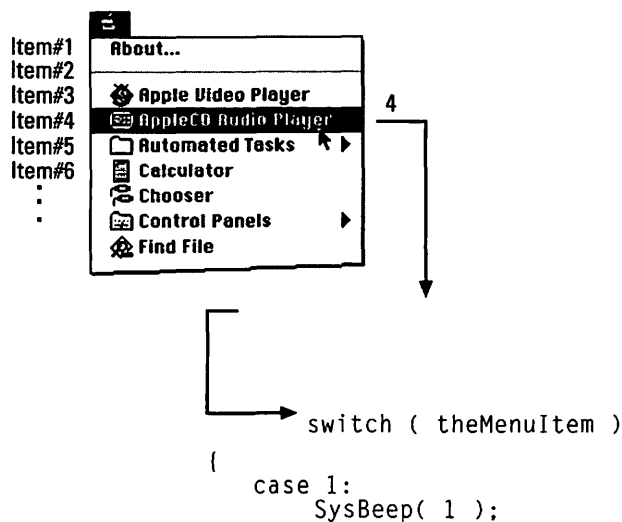 Item#1 About...
Item#2
Item#3 Apple Video Player
Item#4 AppleCD Audio Player 4
Item#5 Automated Tasks
Item#6 Calculator
Chooser
Control Panels
Find File
switch ( theMenuItem )
{
case 1:
SysBeep( 1 );